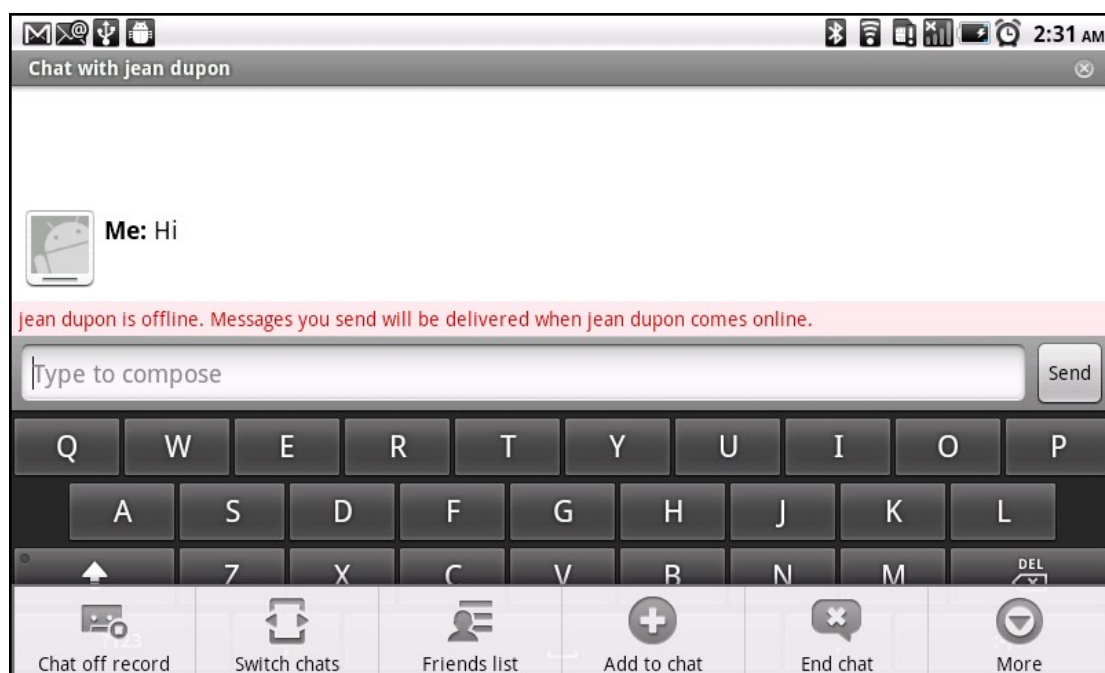 2:31 AM
Chat with jean dupon
Me: Hi
jean dupon is offline. Messages you send will be delivered when jean dupon comes online.
Type to compose
Send
Q W E R T Y U I O P
A S D F G H J K L
Z X C V B N M DEL
?123
Chat off record Switch chats Friends list Add to chat End chat More